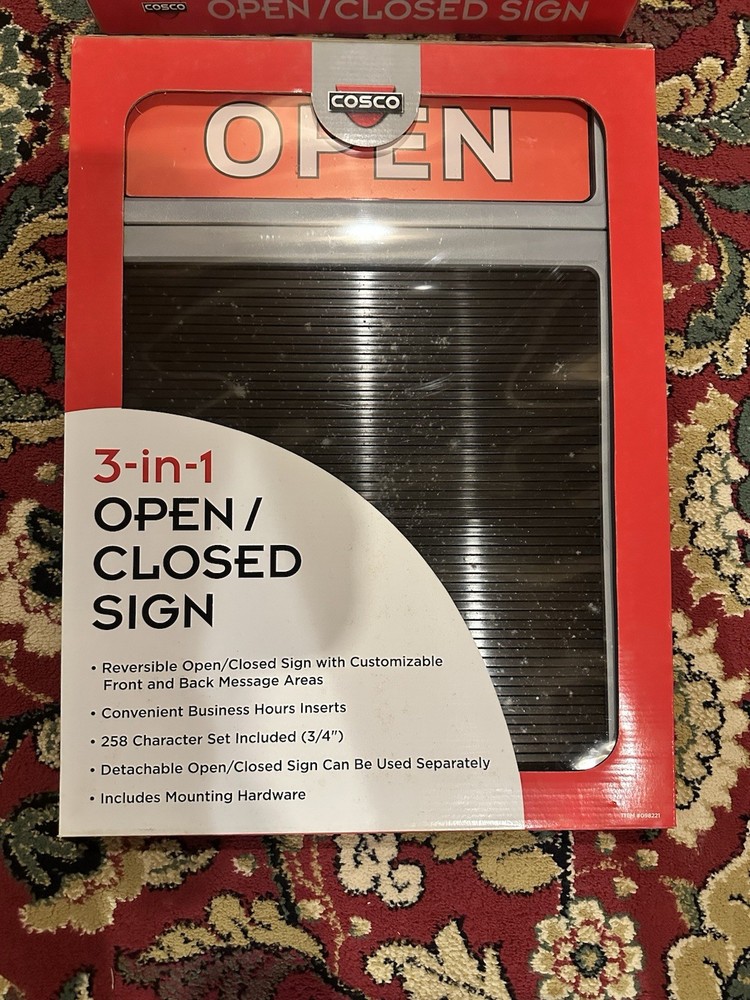 COSCO
OPEN / CLOSED SIGN
COSCO
OPEN
3-in-1
OPEN /
CLOSED
SIGN
• Reversible Open/Closed Sign with Customizable
Front and Back Message Areas
• Convenient Business Hours Inserts
• 258 Character Set Included (3/4")
• Detachable Open/Closed Sign Can Be Used Separately
• Includes Mounting Hardware
ITEM #098221